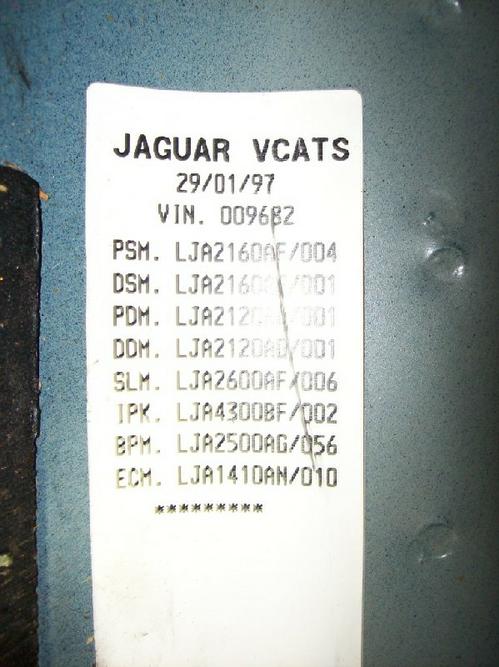 JAGUAR VCATS
29/01/97
VIN. 009682
PSM. LJA2160AF/004
DSM.
PDM.
DDM. LJA2120AD/001
SLM. LJA2600AF/006
IPK. LJA4300BF/002
BPM. LJA2500AG/056
ECM. LJA1410AN/010
*********